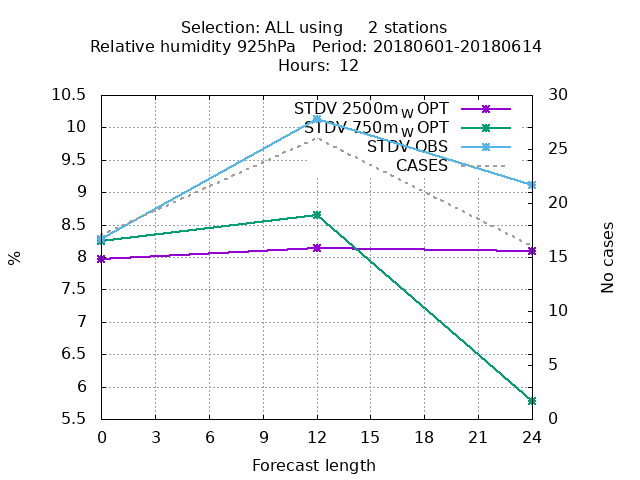 Selection: ALL using 2 stations
Relative humidity 925hPa Period: 20180601-20180614
Hours: 12
10.5
10
9.5
9
8.5
8
7.5
7
6.5
6
5.5
30
25
20
15
10
5
0
STDV 2500m W OPT
STDV 750m W OPT
STDV OBS
CASES
%
No cases
0 3 6 9 12 15 18 21 24
Forecast length